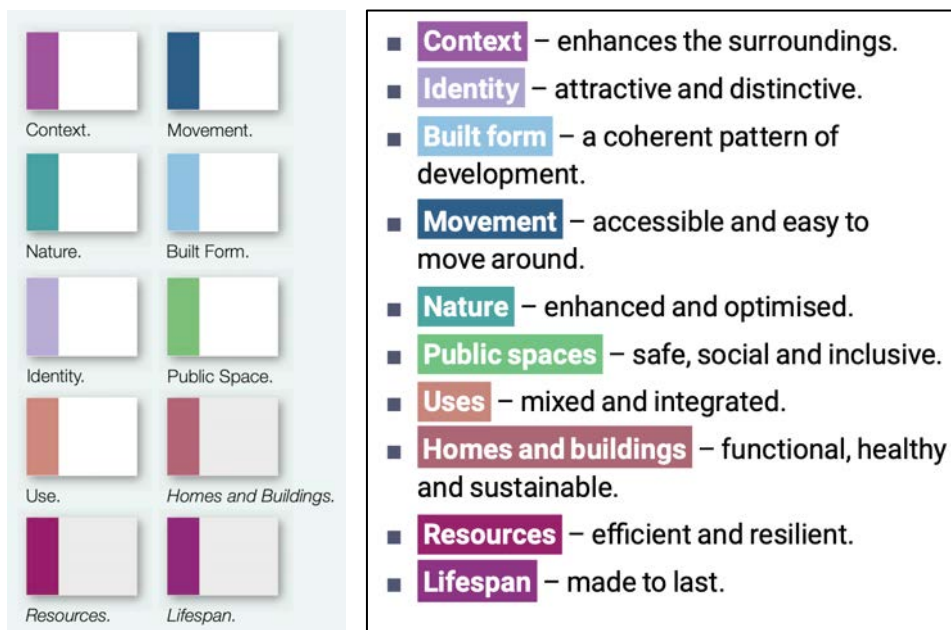 Context.
Movement.
Nature.
Built Form.
Identity.
Public Space.
Use.
Homes and Buildings.
Resources.
Lifespan.
Context – enhances the surroundings.
Identity – attractive and distinctive.
Built form – a coherent pattern of
development.
Movement – accessible and easy to
move around.
Nature – enhanced and optimised.
Public spaces – safe, social and inclusive.
Uses – mixed and integrated.
Homes and buildings – functional, healthy
and sustainable.
Resources – efficient and resilient.
Lifespan – made to last.